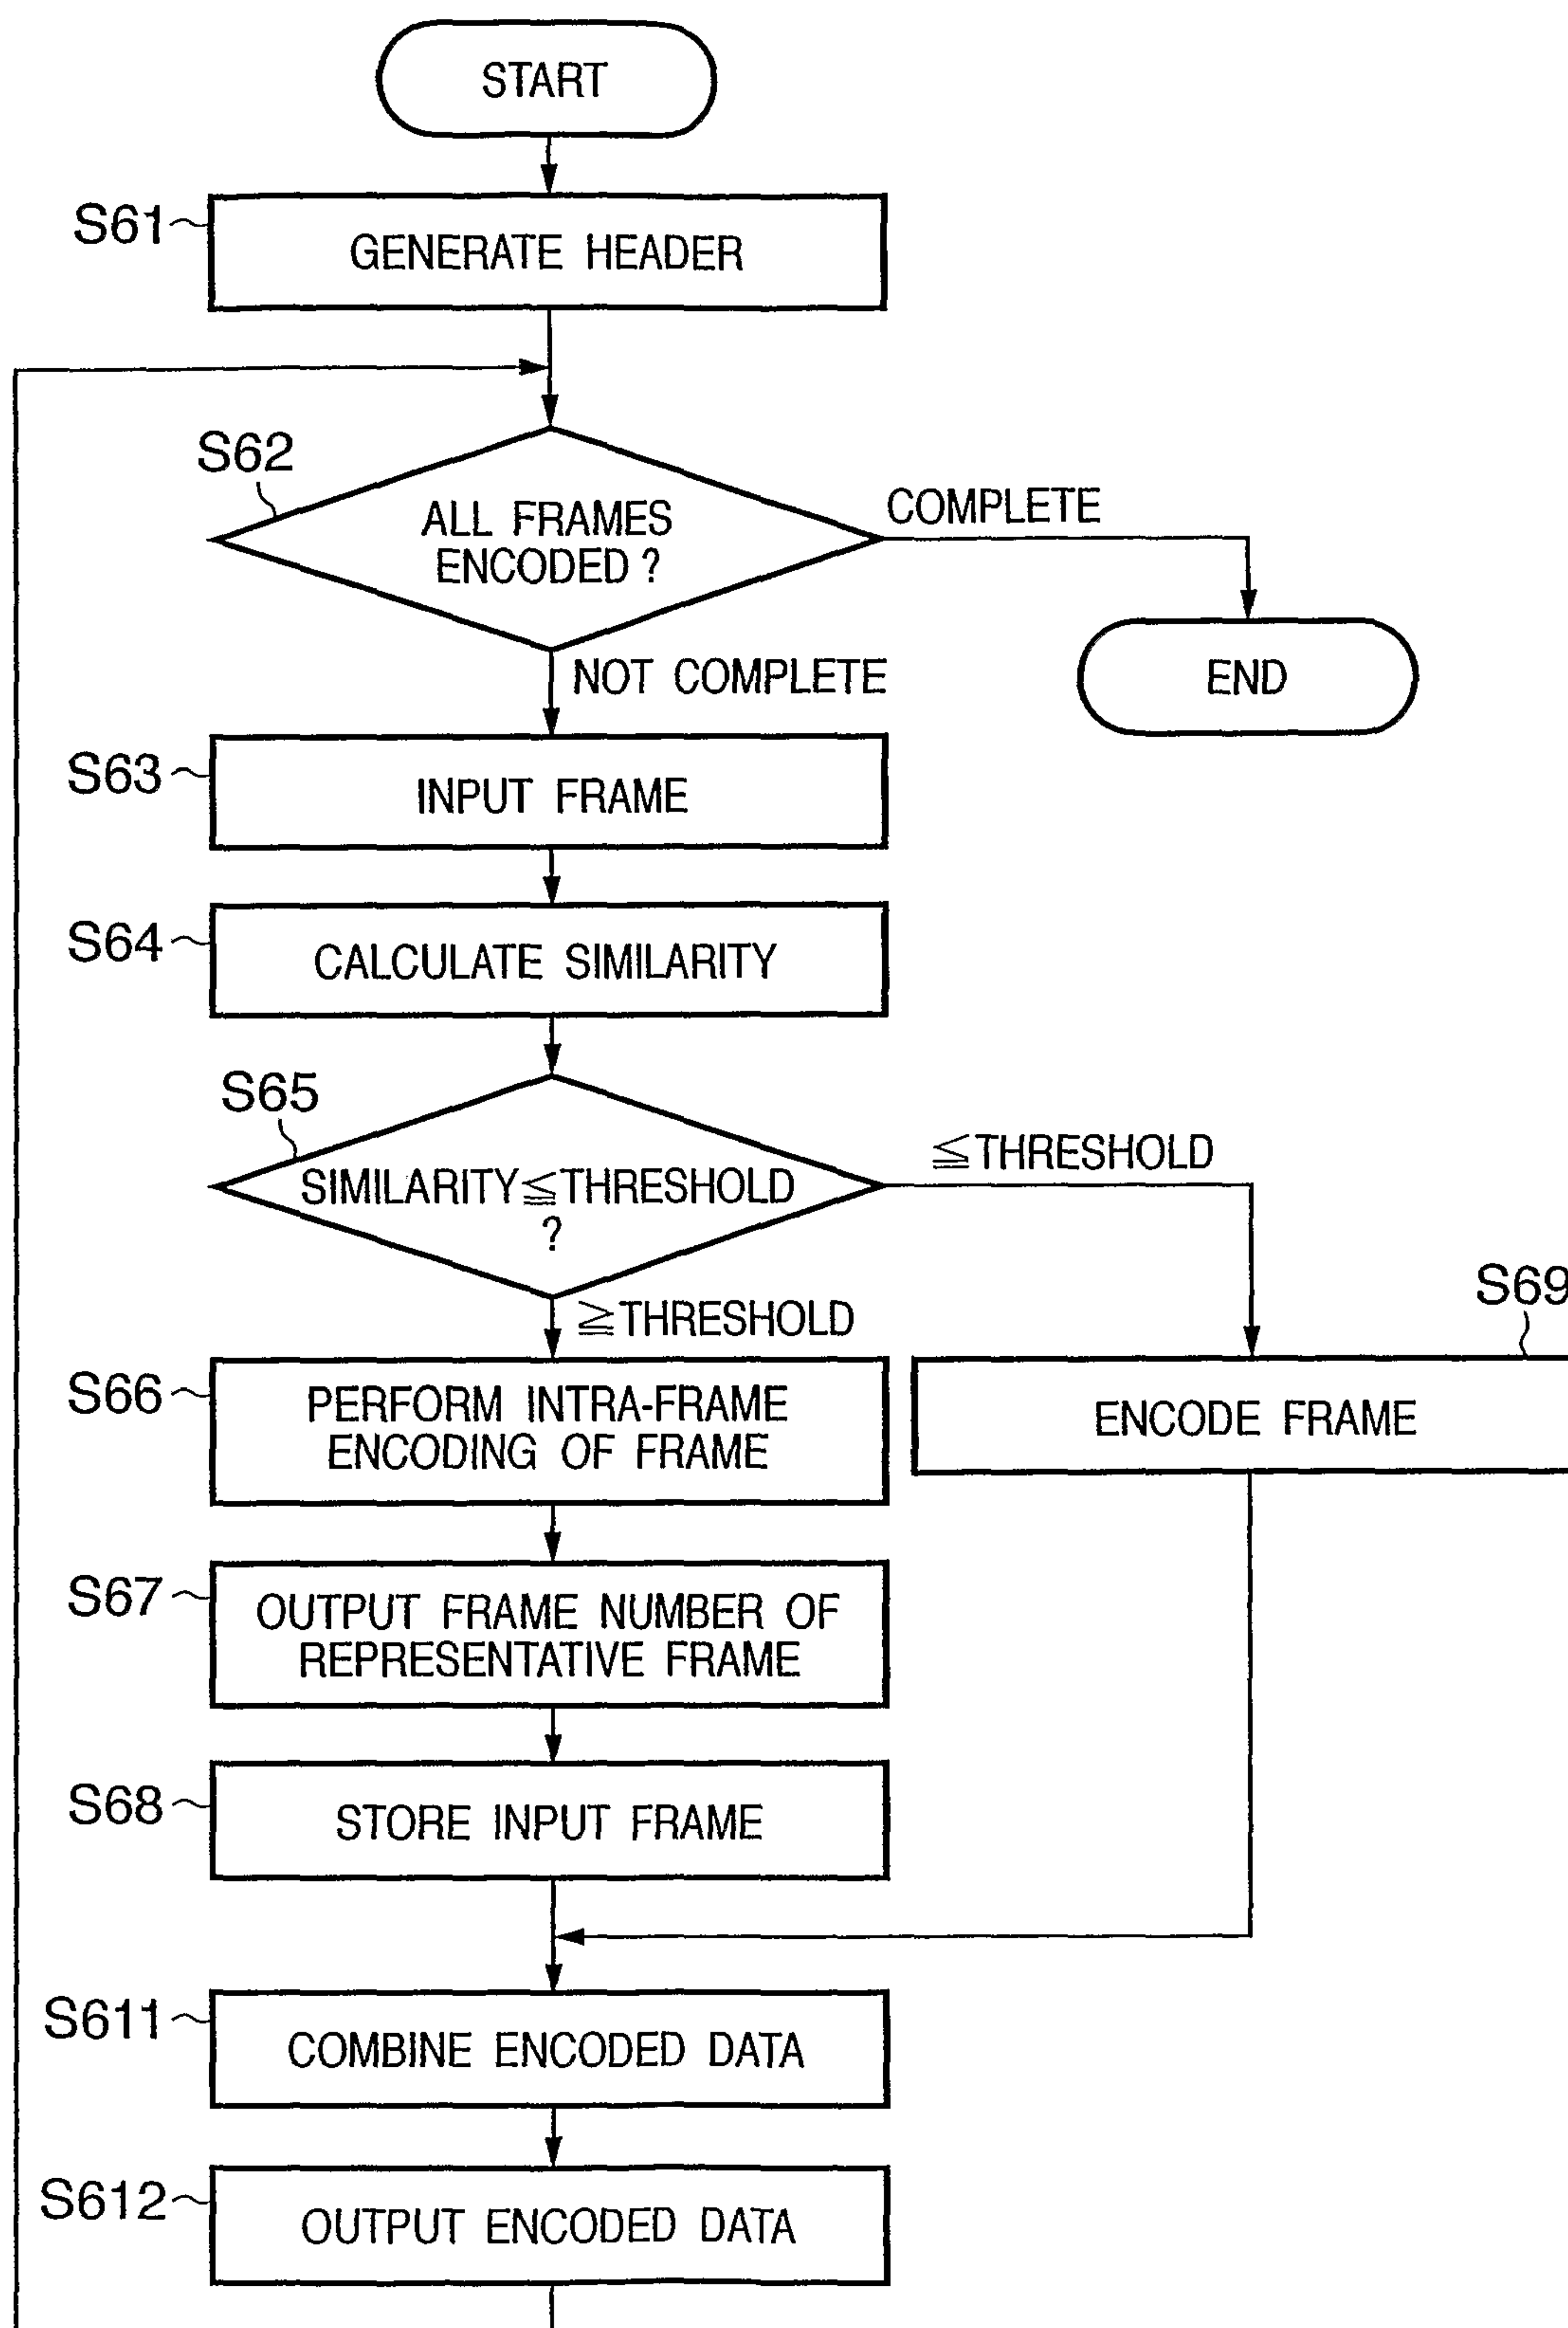 START
S61
GENERATE HEADER
S62
ALL FRAMES
ENCODED ?
COMPLETE
END
NOT COMPLETE
S63
INPUT FRAME
S64
CALCULATE SIMILARITY
S65
SIMILARITY≦THRESHOLD
?
≦THRESHOLD
≧THRESHOLD
S66
PERFORM INTRA-FRAME
ENCODING OF FRAME
S69
ENCODE FRAME
S67
OUTPUT FRAME NUMBER OF
REPRESENTATIVE FRAME
S68
STORE INPUT FRAME
S611
COMBINE ENCODED DATA
S612
OUTPUT ENCODED DATA